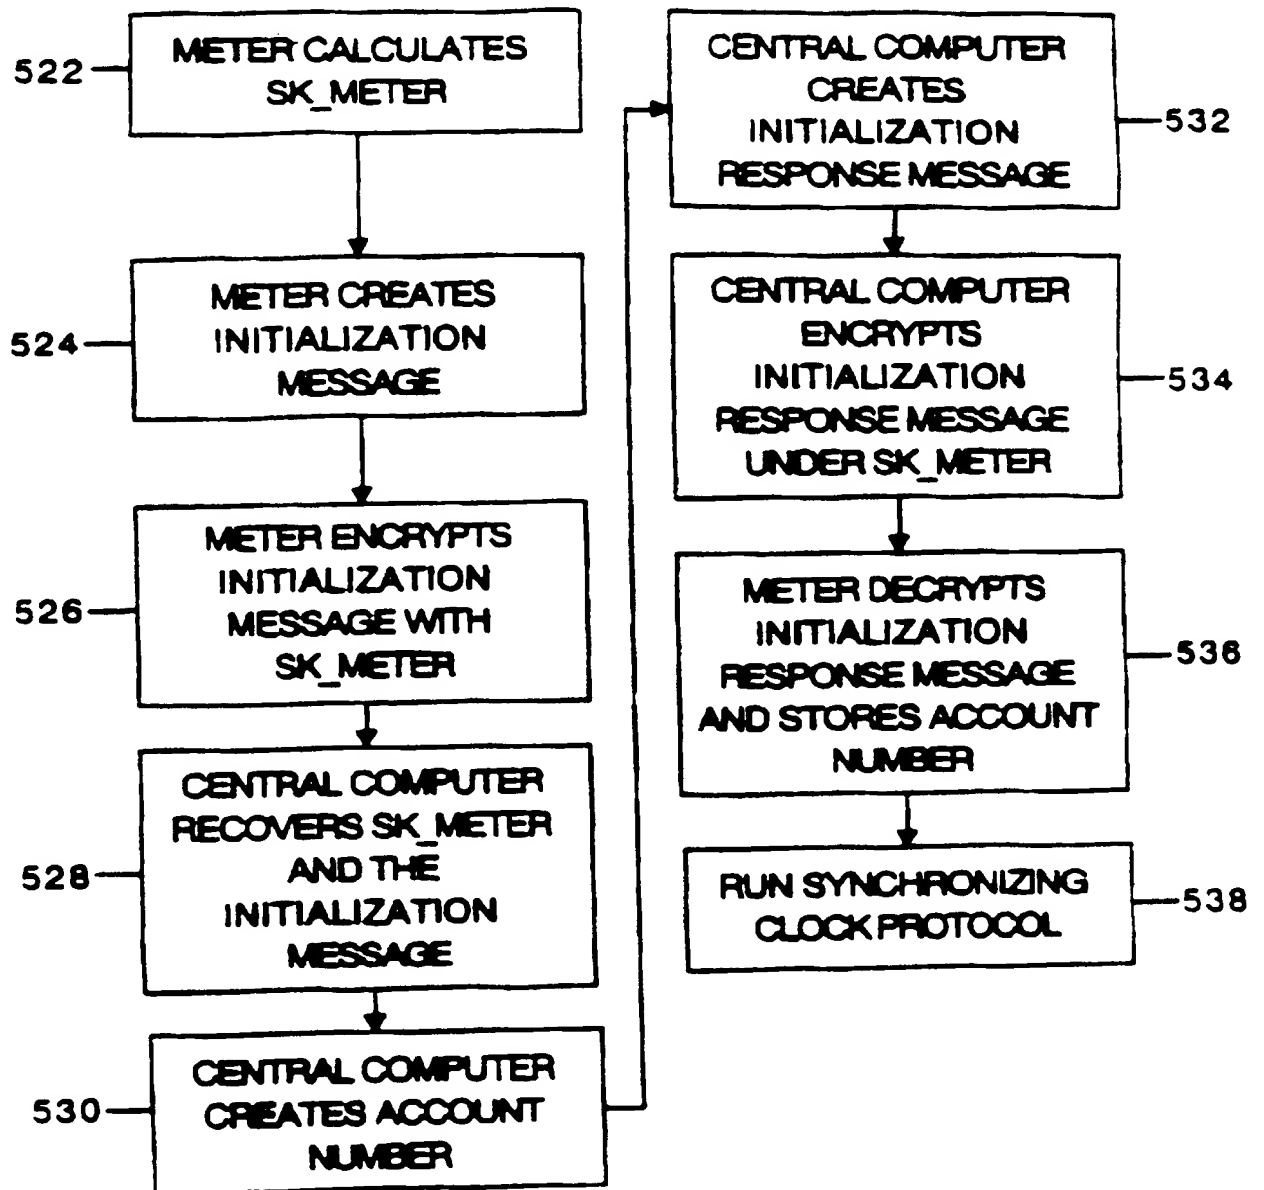 522
METER CALCULATES
SK_METER
524
METER CREATES
INITIALIZATION
MESSAGE
526
METER ENCRYPTS
INITIALIZATION
MESSAGE WITH
SK_METER
528
CENTRAL COMPUTER
RECOVERS SK_METER
AND THE
INITIALIZATION
MESSAGE
530
CENTRAL COMPUTER
CREATES ACCOUNT
NUMBER
CENTRAL COMPUTER
CREATES
INITIALIZATION
RESPONSE MESSAGE
532
CENTRAL COMPUTER
ENCRYPTS
INITIALIZATION
RESPONSE MESSAGE
UNDER SK_METER
534
METER DECRYPTS
INITIALIZATION
RESPONSE MESSAGE
AND STORES ACCOUNT
NUMBER
536
RUN SYNCHRONIZING
CLOCK PROTOCOL
538